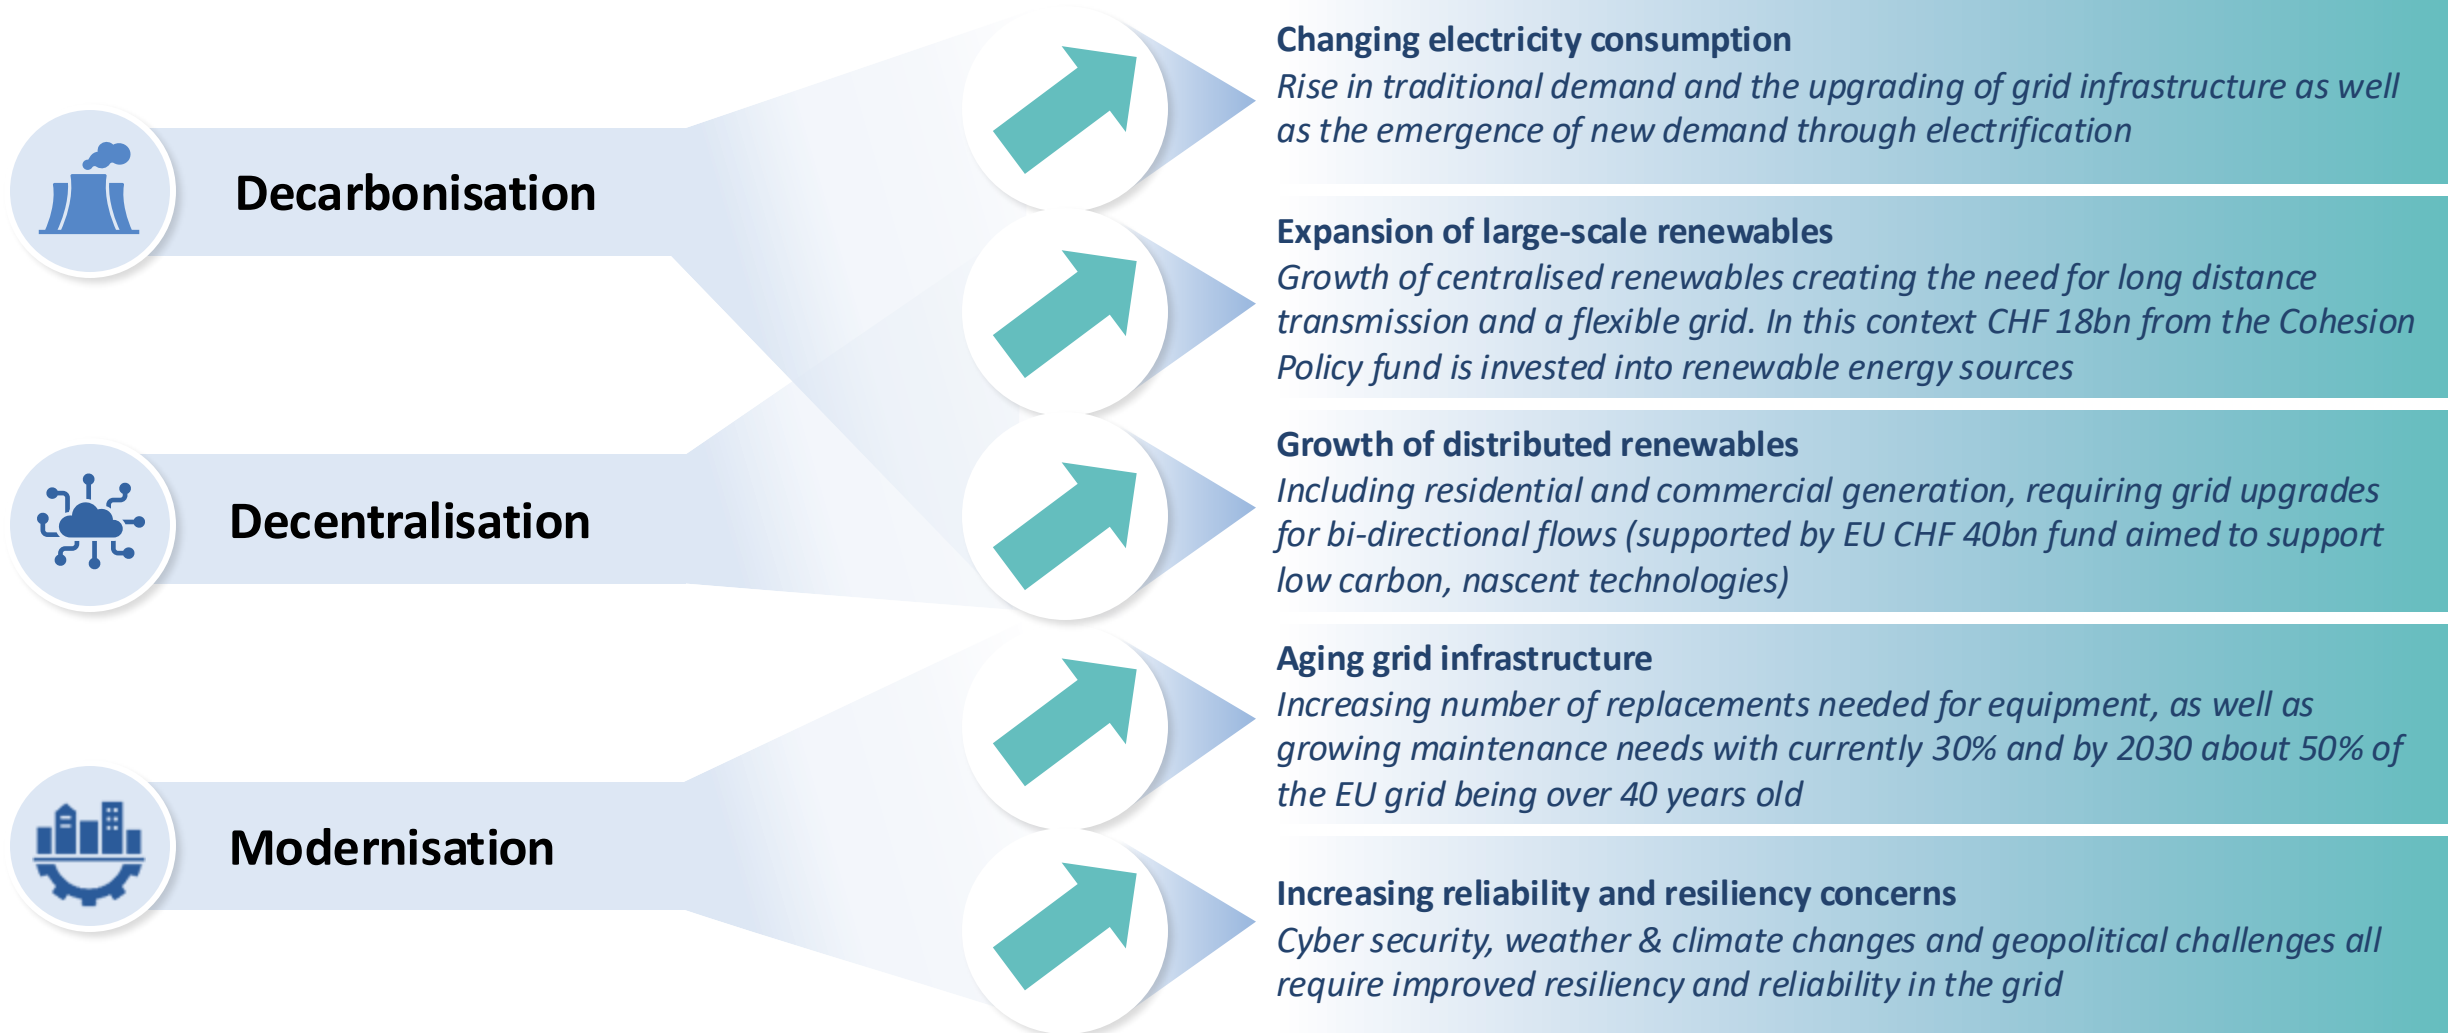 Decarbonisation
Decentralisation
Modernisation
Changing electricity consumption
Rise in traditional demand and the upgrading of grid infrastructure as well
as the emergence of new demand through electrification
Expansion of large-scale renewables
Growth of centralised renewables creating the need for long distance
transmission and a flexible grid. In this context CHF 18bn from the Cohesion
Policy fund is invested into renewable energy sources
Growth of distributed renewables
Including residential and commercial generation, requiring grid upgrades
for bi-directional flows (supported by EU CHF 40bn fund aimed to support
low carbon, nascent technologies)
Aging grid infrastructure
Increasing number of replacements needed for equipment, as well as
growing maintenance needs with currently 30% and by 2030 about 50% of
the EU grid being over 40 years old
Increasing reliability and resiliency concerns
Cyber security, weather & climate changes and geopolitical challenges all
require improved resiliency and reliability in the grid